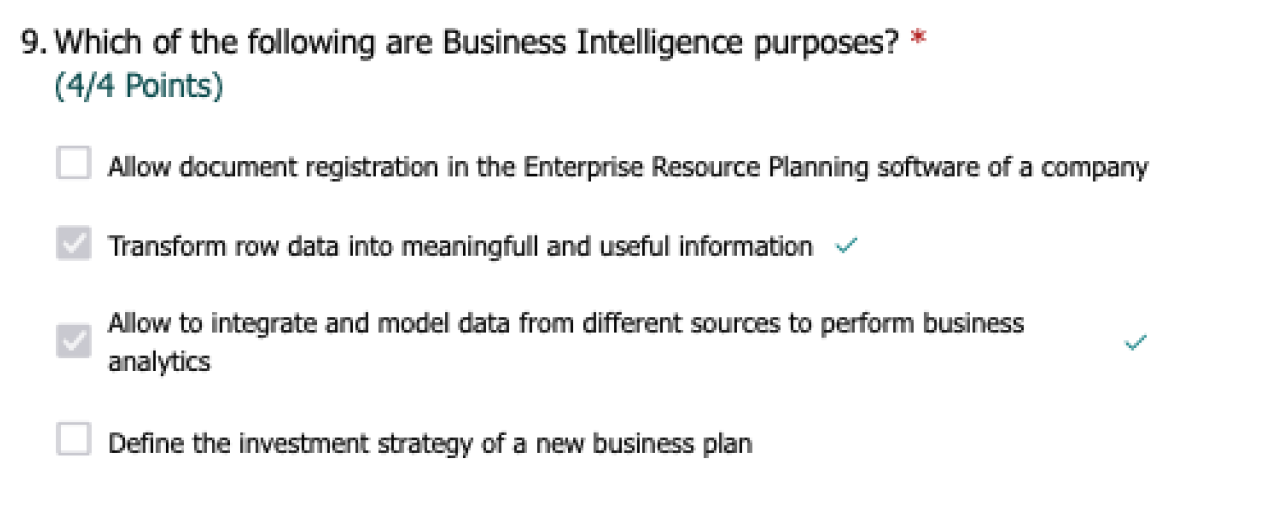 9. Which of the following are Business Intelligence purposes? *
(4/4 Points)
Allow document registration in the Enterprise Resource Planning software of a company
Transform row data into meaningfull and useful information
Allow to integrate and model data from different sources to perform business
analytics
Define the investment strategy of a new business plan